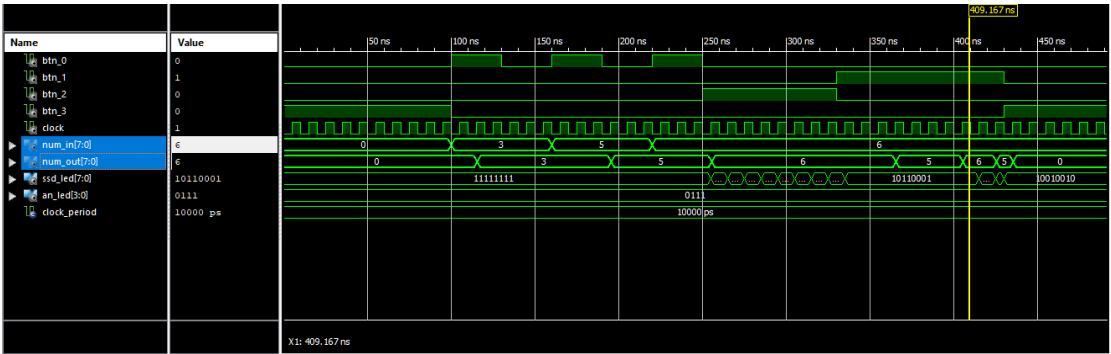 409.167 ns
Name Value
50 ns 100 ns 150 ns 200 ns 250 ns 300 ns 350 ns 400 ns 450 ns
btn_0 0
btn_1 1
btn_2 0
btn_3 0
clock 1
num_in[7:0] 6 0 3 5 6
num_out[7:0] 6 0 3 5 6 5 6 5 0
ssd_led[7:0] 10110001 11111111 ... ... ... ... ... ... ... 10110001 ... 10010010
an_led[3:0] 0111 0111
clock_period 10000 ps 10000 ps
X1: 409.167 ns